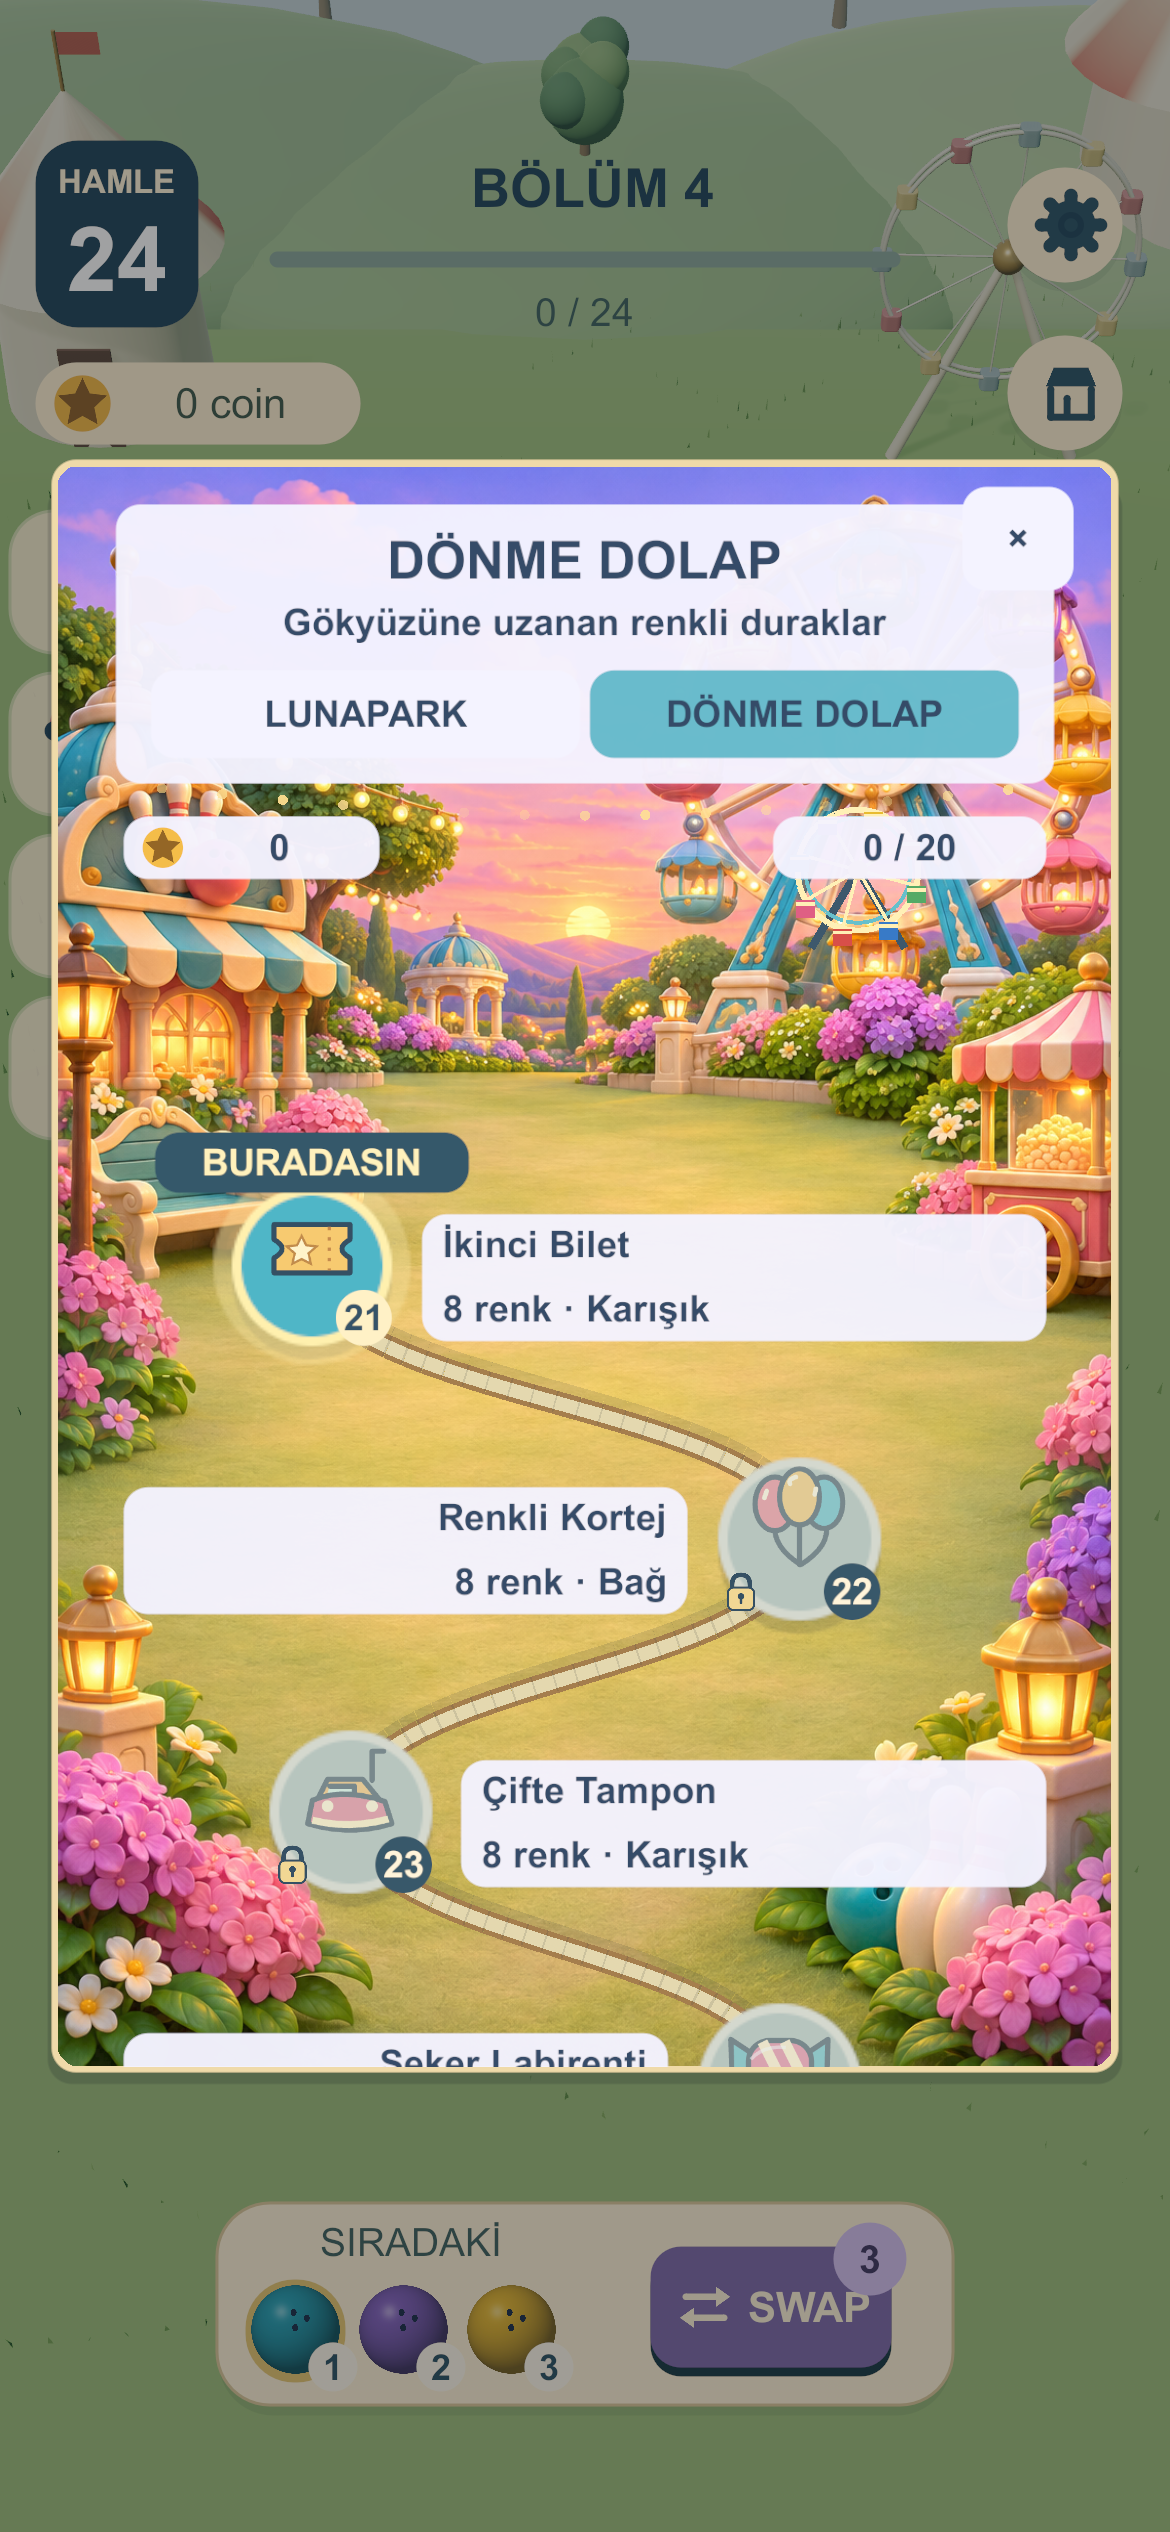 HAMLE
24
BÖLÜM 4
0 / 24
0 coin
DÖNME DOLAP
×
Gökyüzüne uzanan renkli duraklar
LUNAPARK
DÖNME DOLAP
0
0 / 20
BURADASIN
21
İkinci Bilet
8 renk · Karışık
Renkli Kortej
8 renk · Bağ
22
Çifte Tampon
8 renk · Karışık
23
Şeker Labirenti
SIRADAKİ
1
2
3
SWAP
3